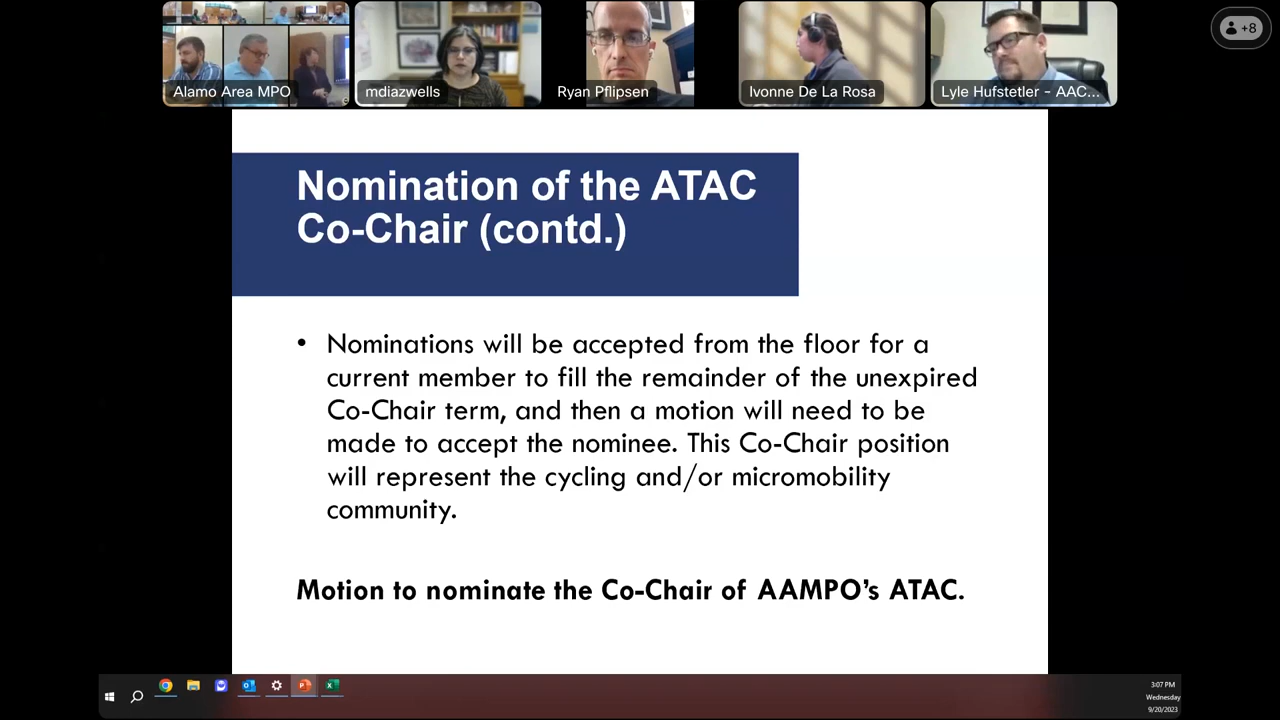 Alamo Area MPO
mdiazwells
Ryan Pflipsen
Ivonne De La Rosa
Lyle Hufstetler - AAC...
+8
Nomination of the ATAC
Co-Chair (contd.)
• Nominations will be accepted from the floor for a
current member to fill the remainder of the unexpired
Co-Chair term, and then a motion will need to be
made to accept the nominee. This Co-Chair position
will represent the cycling and/or micromobility
community.
Motion to nominate the Co-Chair of AAMPO's ATAC.
3:07 PM
Wednesday
9/20/2023